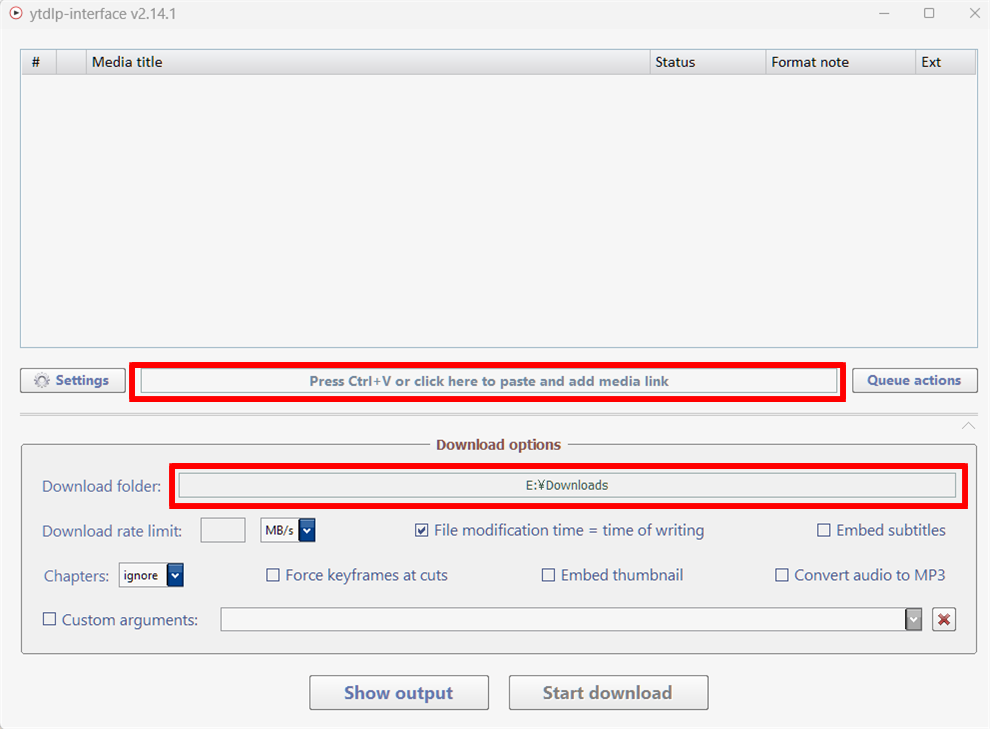 ytdlp-interface v2.14.1
# Media title Status Format note Ext
Settings Press Ctrl+V or click here to paste and add media link Queue actions
Download options
Download folder: E:¥Downloads
Download rate limit: MB/s File modification time = time of writing Embed subtitles
Chapters: ignore Force keyframes at cuts Embed thumbnail Convert audio to MP3
Custom arguments:
Show output Start download